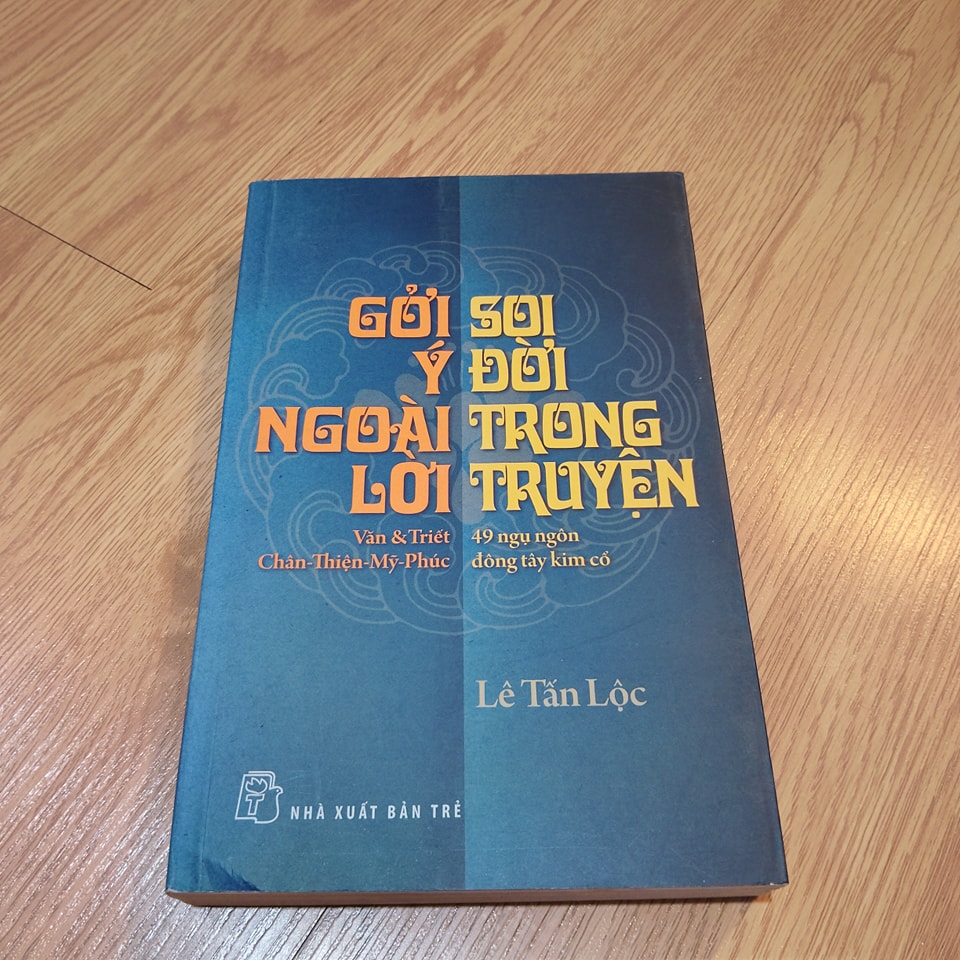 GỞI
Ý
NGOÀI
LỜI
Văn & Triết
Chân-Thiện-Mỹ-Phúc
SOI
ĐỜI
TRONG
TRUYỆN
49 ngụ ngôn
đông tây kim cổ
Lê Tấn Lộc
T
NHÀ XUẤT BẢN TRẺ